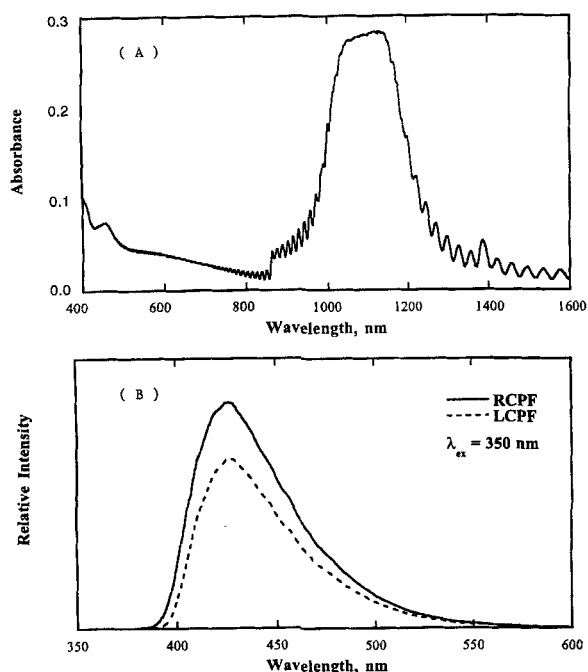 ( A )
0.3
0.2
0.1
0.0
Absorbance
400 600 800 1000 1200 1400 1600
Wavelength, nm
( B )
RCPF
LCPF
λex = 350 nm
Relative Intensity
350 400 450 500 550 600
Wavelength, nm